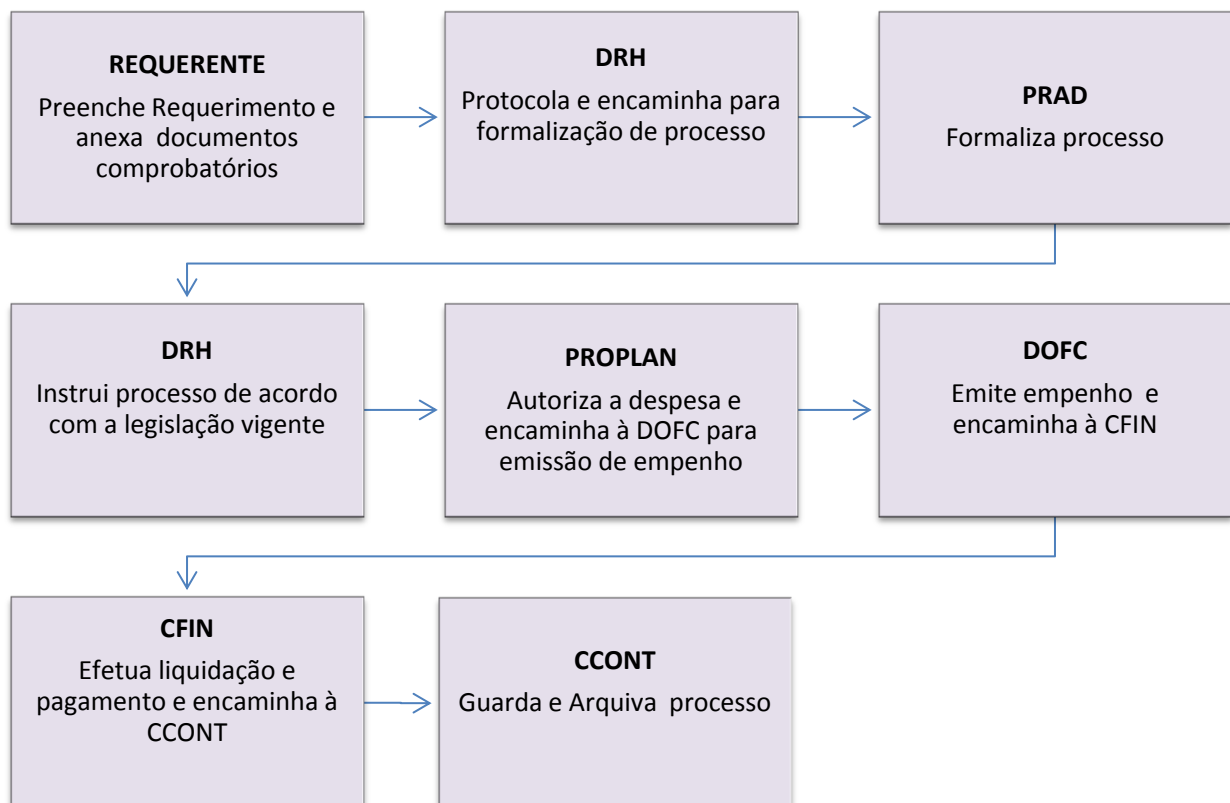 REQUERENTE
Preenche Requerimento e
anexa documentos
comprobatórios
DRH
Protocola e encaminha para
formalização de processo
PRAD
Formaliza processo
DRH
Instrui processo de acordo
com a legislação vigente
PROPLAN
Autoriza a despesa e
encaminha à DOFC para
emissão de empenho
DOFC
Emite empenho e
encaminha à CFIN
CFIN
Efetua liquidação e
pagamento e encaminha à
CCONT
CCONT
Guarda e Arquiva processo